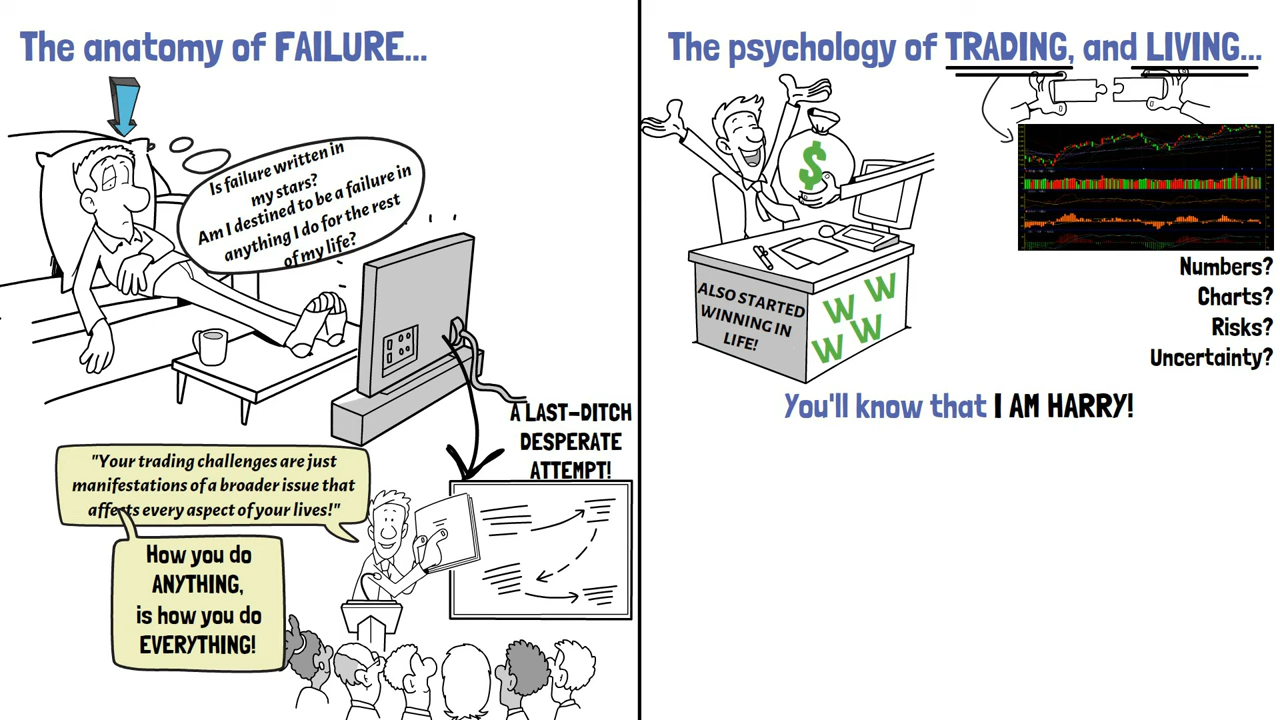 The anatomy of FAILURE...
Is failure written in
my stars?
Am I destined to be a failure in
anything I do for the rest
of my life?
A LAST-DITCH
DESPERATE
ATTEMPT!
"Your trading challenges are just
manifestations of a broader issue that
affects every aspect of your lives!"
How you do
ANYTHING,
is how you do
EVERYTHING!
The psychology of TRADING, and LIVING...
$
ALSO STARTED
WINNING IN
LIFE!
W W
W W
Numbers?
Charts?
Risks?
Uncertainty?
You'll know that I AM HARRY!